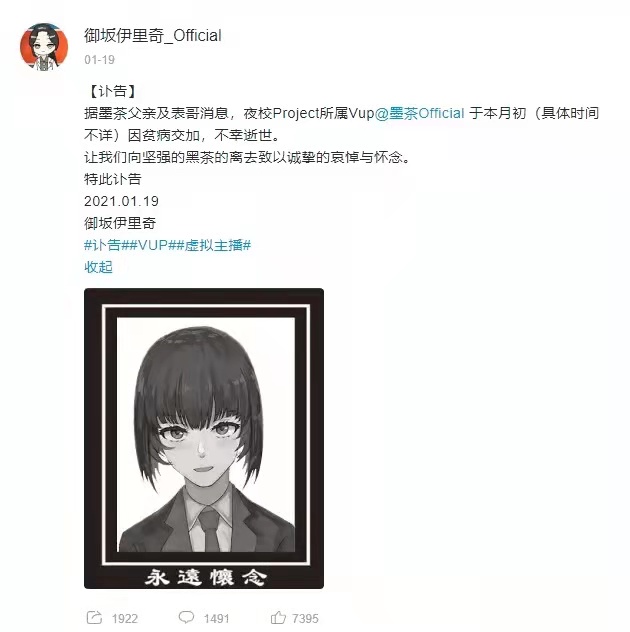 御坂伊里奇_Official
01-19
【讣告】
据墨茶父亲及表哥消息，夜校Project所属Vup@墨茶Official 于本月初（具体时间
不详）因贫病交加，不幸逝世。
让我们向坚强的黑茶的离去致以诚挚的哀悼与怀念。
特此讣告
2021.01.19
御坂伊里奇
#讣告##VUP##虚拟主播#
收起
永遠懷念
1922 1491 7395